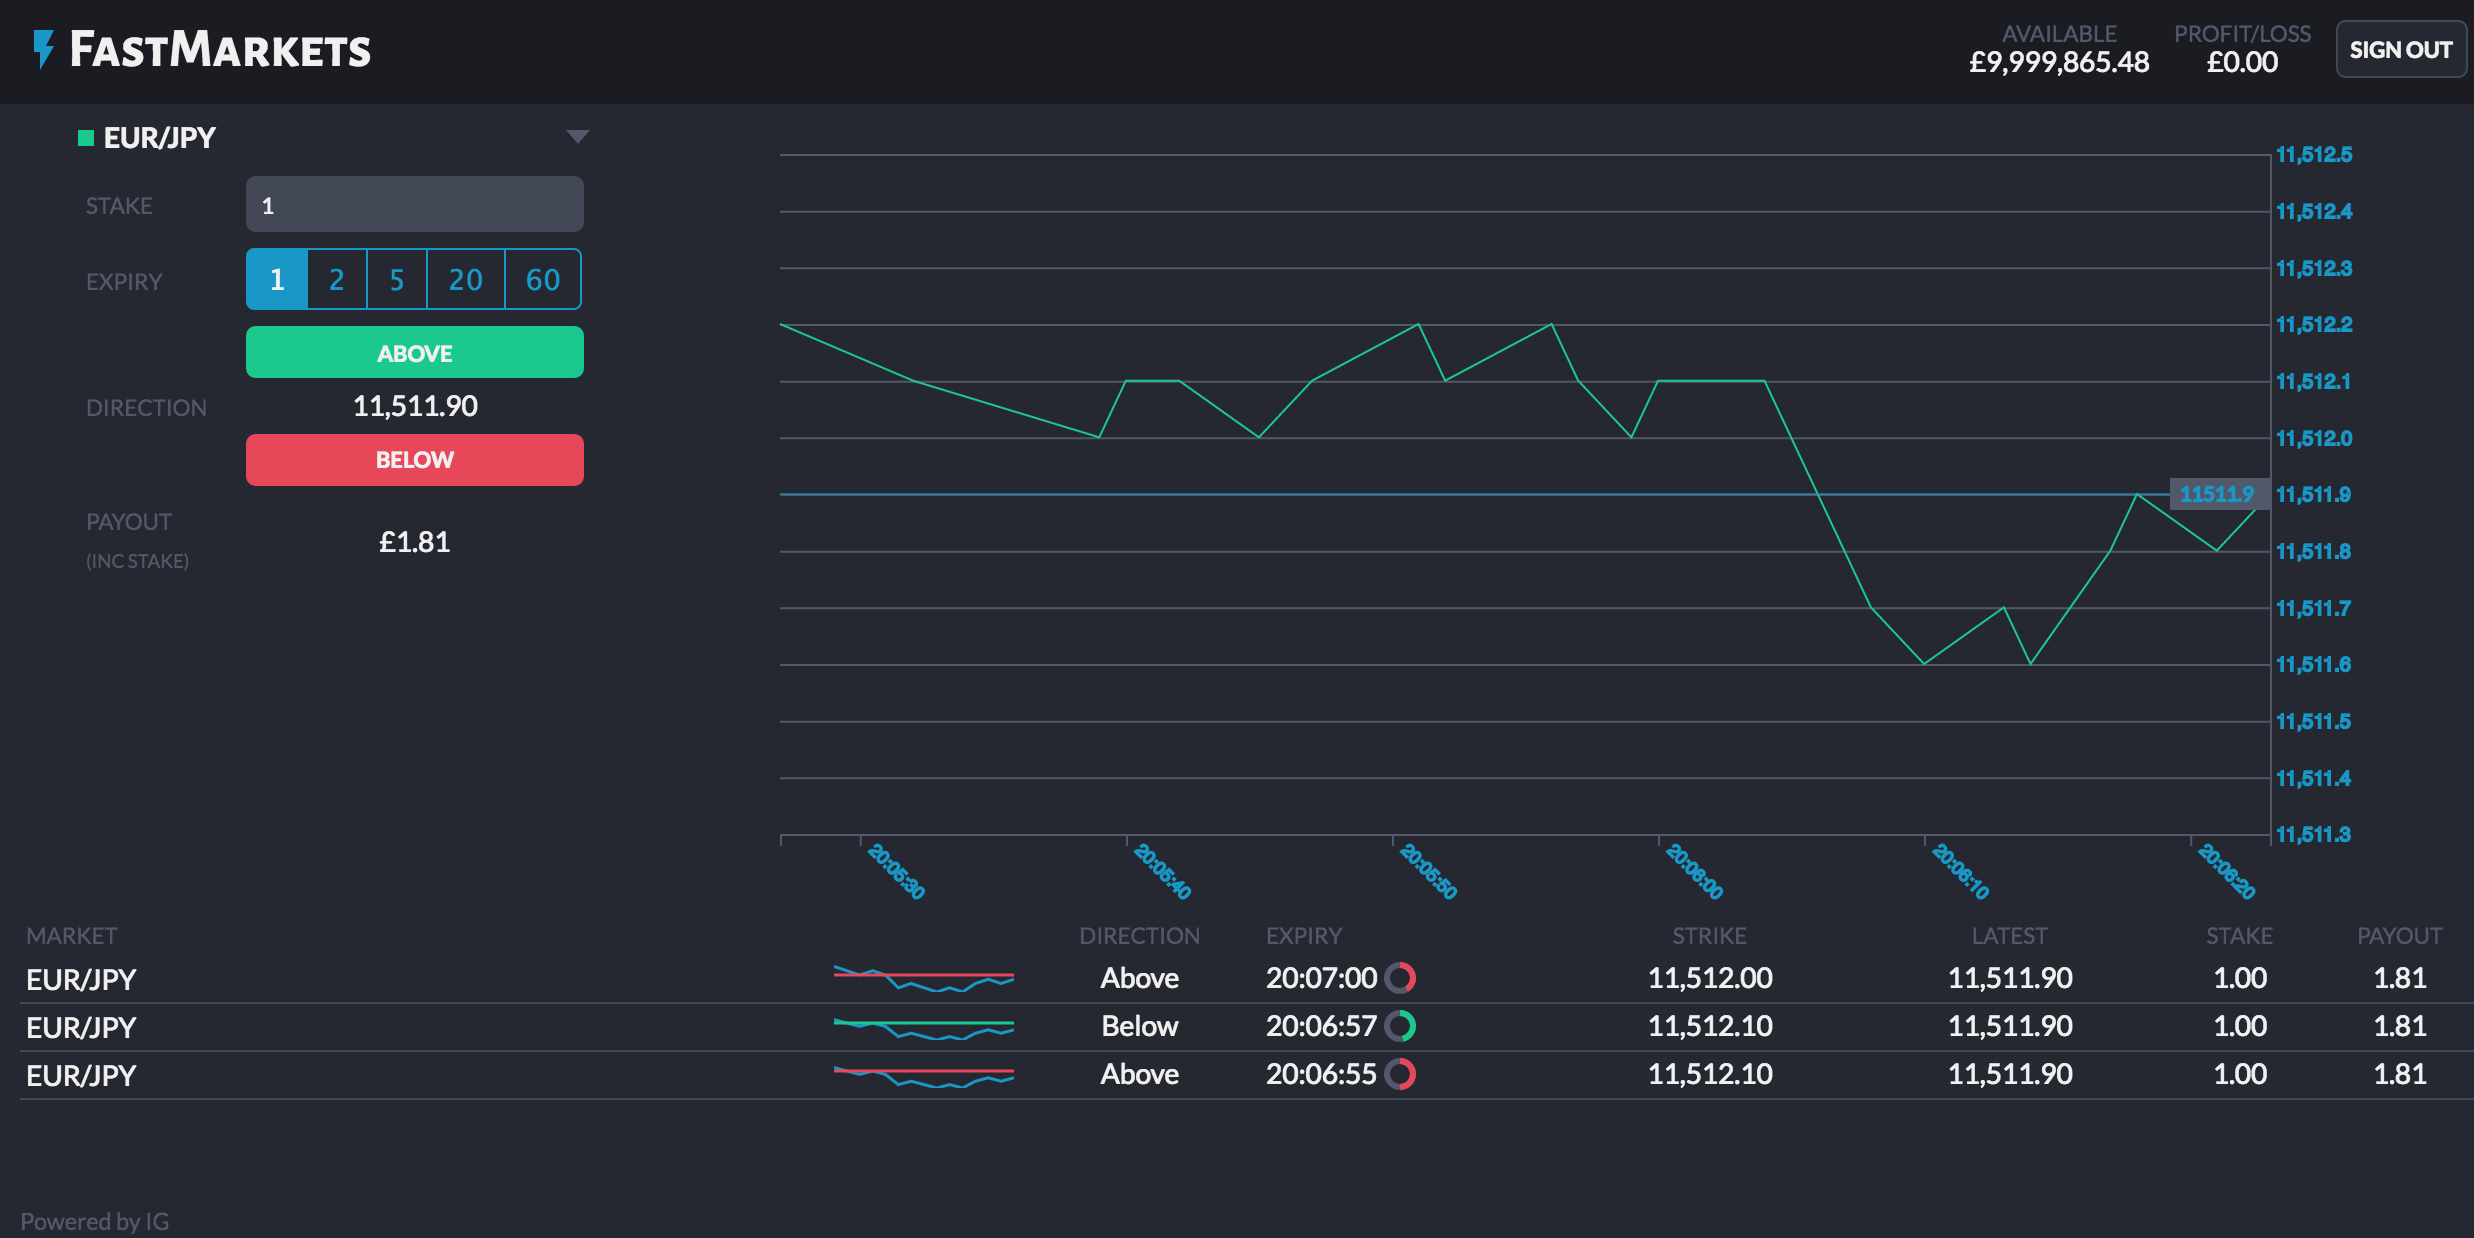 FASTMARKETS
AVAILABLE
£9,999,865.48
PROFIT/LOSS
£0.00
SIGN OUT
EUR/JPY
STAKE
1
EXPIRY
1 2 5 20 60
ABOVE
DIRECTION
11,511.90
BELOW
PAYOUT
(INC STAKE)
£1.81
11,512.5
11,512.4
11,512.3
11,512.2
11,512.1
11,512.0
11511.9
11,511.9
11,511.8
11,511.7
11,511.6
11,511.5
11,511.4
11,511.3
20:05:30 20:05:40 20:05:50 20:06:00 20:06:10 20:06:20
MARKET DIRECTION EXPIRY STRIKE LATEST STAKE PAYOUT
EUR/JPY Above 20:07:00 11,512.00 11,511.90 1.00 1.81
EUR/JPY Below 20:06:57 11,512.10 11,511.90 1.00 1.81
EUR/JPY Above 20:06:55 11,512.10 11,511.90 1.00 1.81
Powered by IG